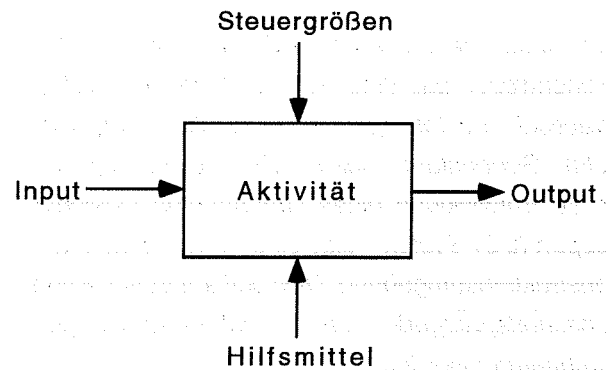 Steuergrößen
Input
Aktivität
Output
Hilfsmittel